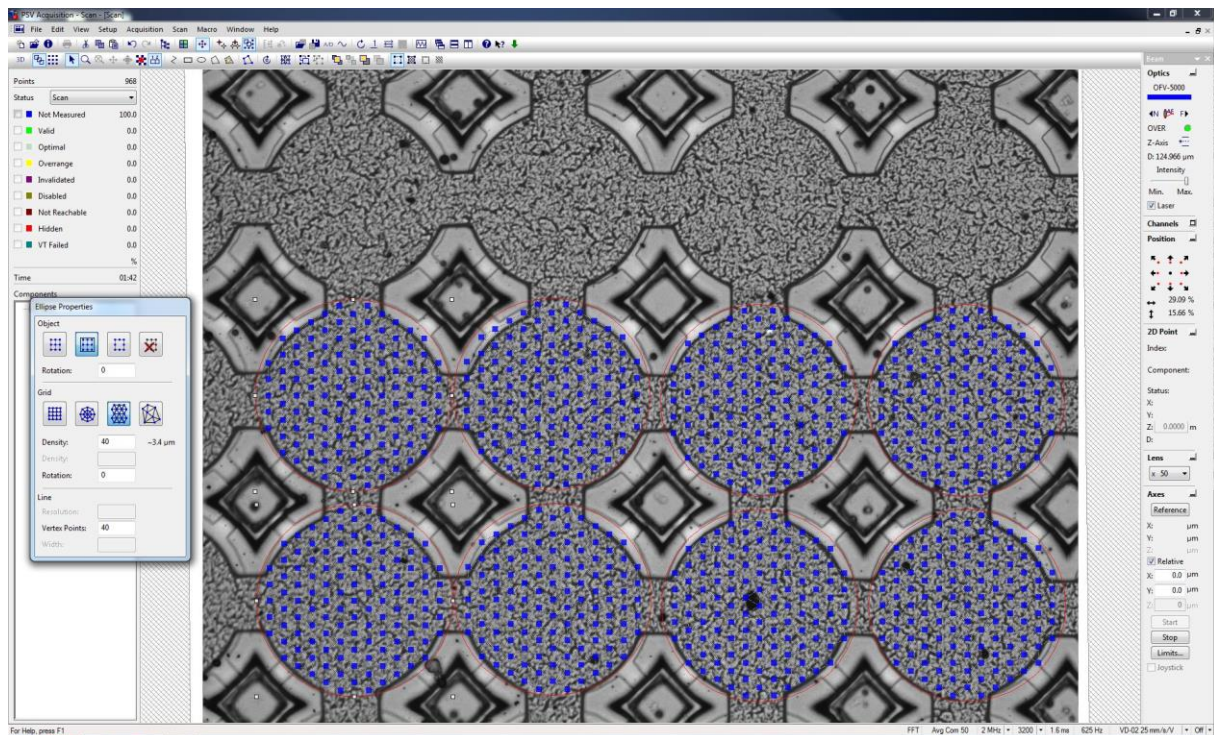 PSV Acquisition - Scan - [Scan]
File Edit View Setup Acquisition Scan Macro Window Help
3D
Points 968
Status Scan
Not Measured 100.0
Valid 0.0
Optimal 0.0
Overrange 0.0
Invalidated 0.0
Disabled 0.0
Not Reachable 0.0
Hidden 0.0
VT Failed 0.0
%
Time 01:42
Components
Ellipse Properties
Object
Rotation: 0
Grid
Density: 40 ~3.4 µm
Density:
Rotation: 0
Line
Resolution:
Vertex Points: 40
Width:
Beam
Optics
OFV-5000
N F
OVER
Z-Axis
D: 124.966 µm
Intensity
Min. Max.
Laser
Channels
Position
29.09 %
15.66 %
2D Point
Index:
Component:
Status:
X:
Y:
Z: 0.0000 m
D:
Lens
x 50
Axes
Reference
X: µm
Y: µm
Z: µm
Relative
X: 0.0 µm
Y: 0.0 µm
Z: 0 µm
Start
Stop
Limits...
Joystick
For Help, press F1
FFT Avg Com 50 2 MHz 3200 1.6 ms 625 Hz VD-02 25 mm/s/V Off